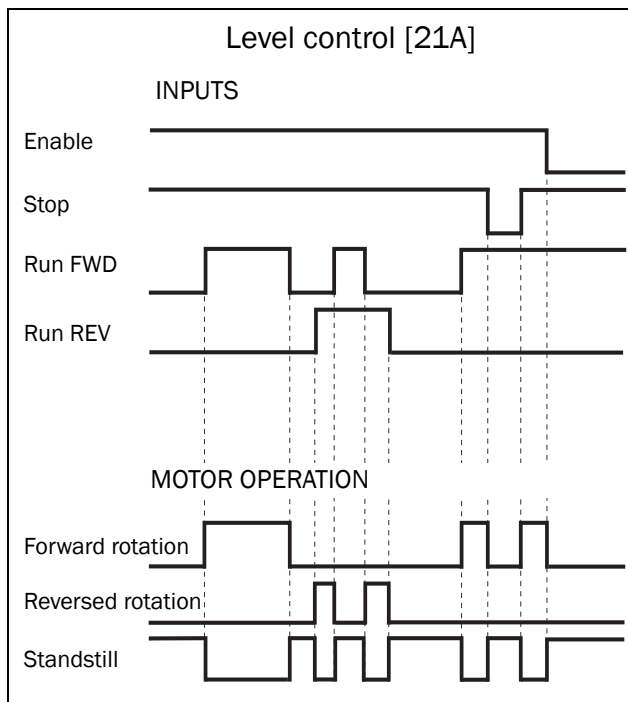 Level control [21A]
INPUTS
Enable
Stop
Run FWD
Run REV
MOTOR OPERATION
Forward rotation
Reversed rotation
Standstill